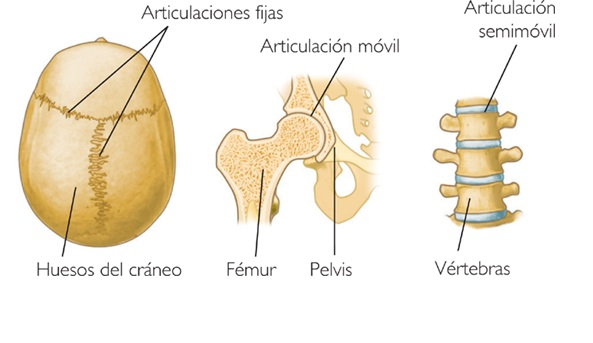 Articulaciones fijas
Articulación móvil
Articulación
semimóvil
Huesos del cráneo
Fémur
Pelvis
Vértebras